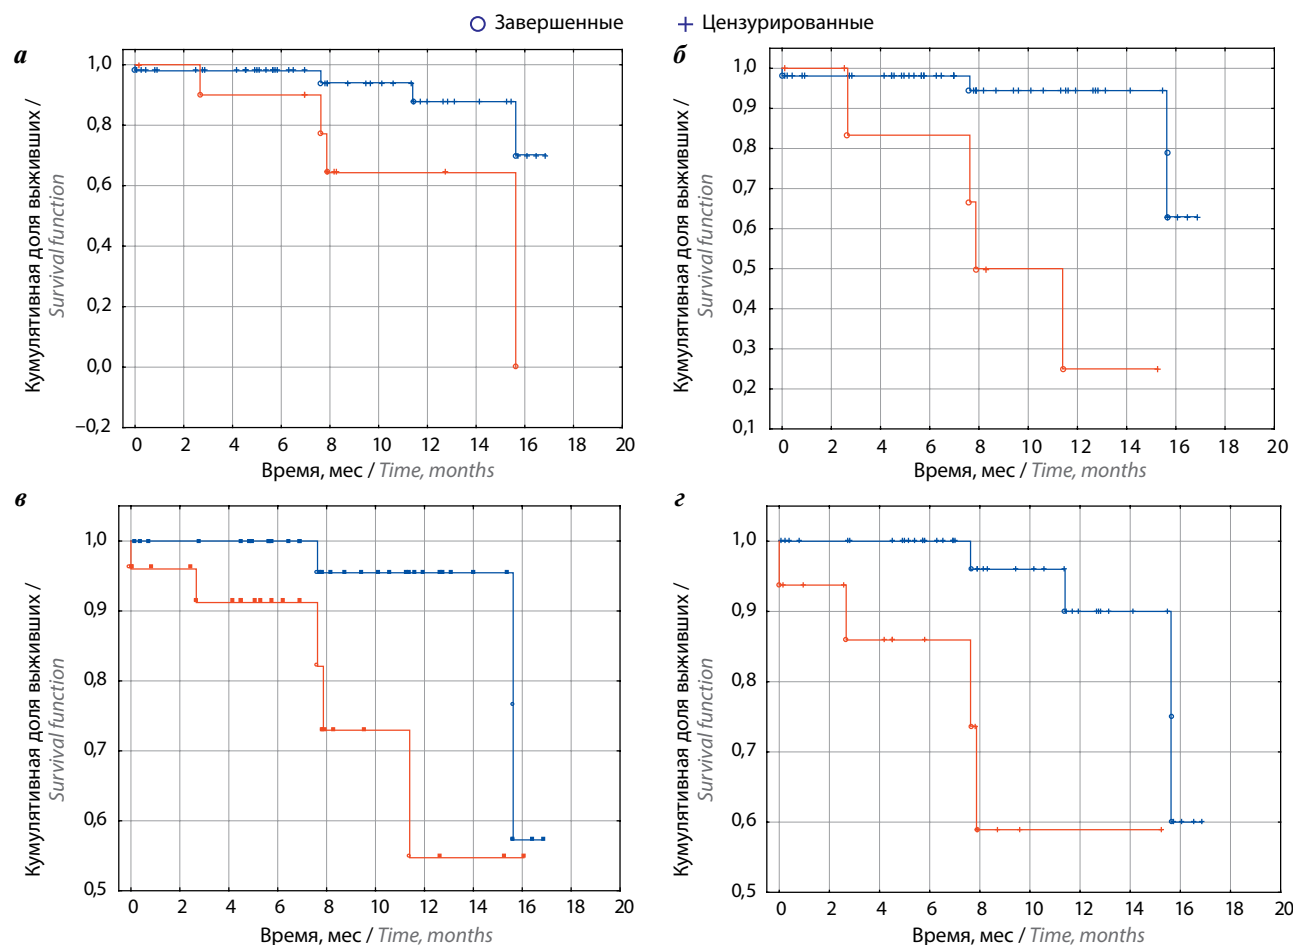 Завершенные Цензурированные
а
Кумулятивная доля выживших /
Survival function
1,0
0,8
0,6
0,4
0,2
0,0
–0,2
0 2 4 6 8 10 12 14 16 18 20
Время, мес / Time, months
б
Кумулятивная доля выживших /
Survival function
1,0
0,9
0,8
0,7
0,6
0,5
0,4
0,3
0,2
0,1
0 2 4 6 8 10 12 14 16 18 20
Время, мес / Time, months
в
Кумулятивная доля выживших /
Survival function
1,0
0,9
0,8
0,7
0,6
0,5
0 2 4 6 8 10 12 14 16 18 20
Время, мес / Time, months
г
Кумулятивная доля выживших /
Survival function
1,0
0,9
0,8
0,7
0,6
0,5
0 2 4 6 8 10 12 14 16 18 20
Время, мес / Time, months